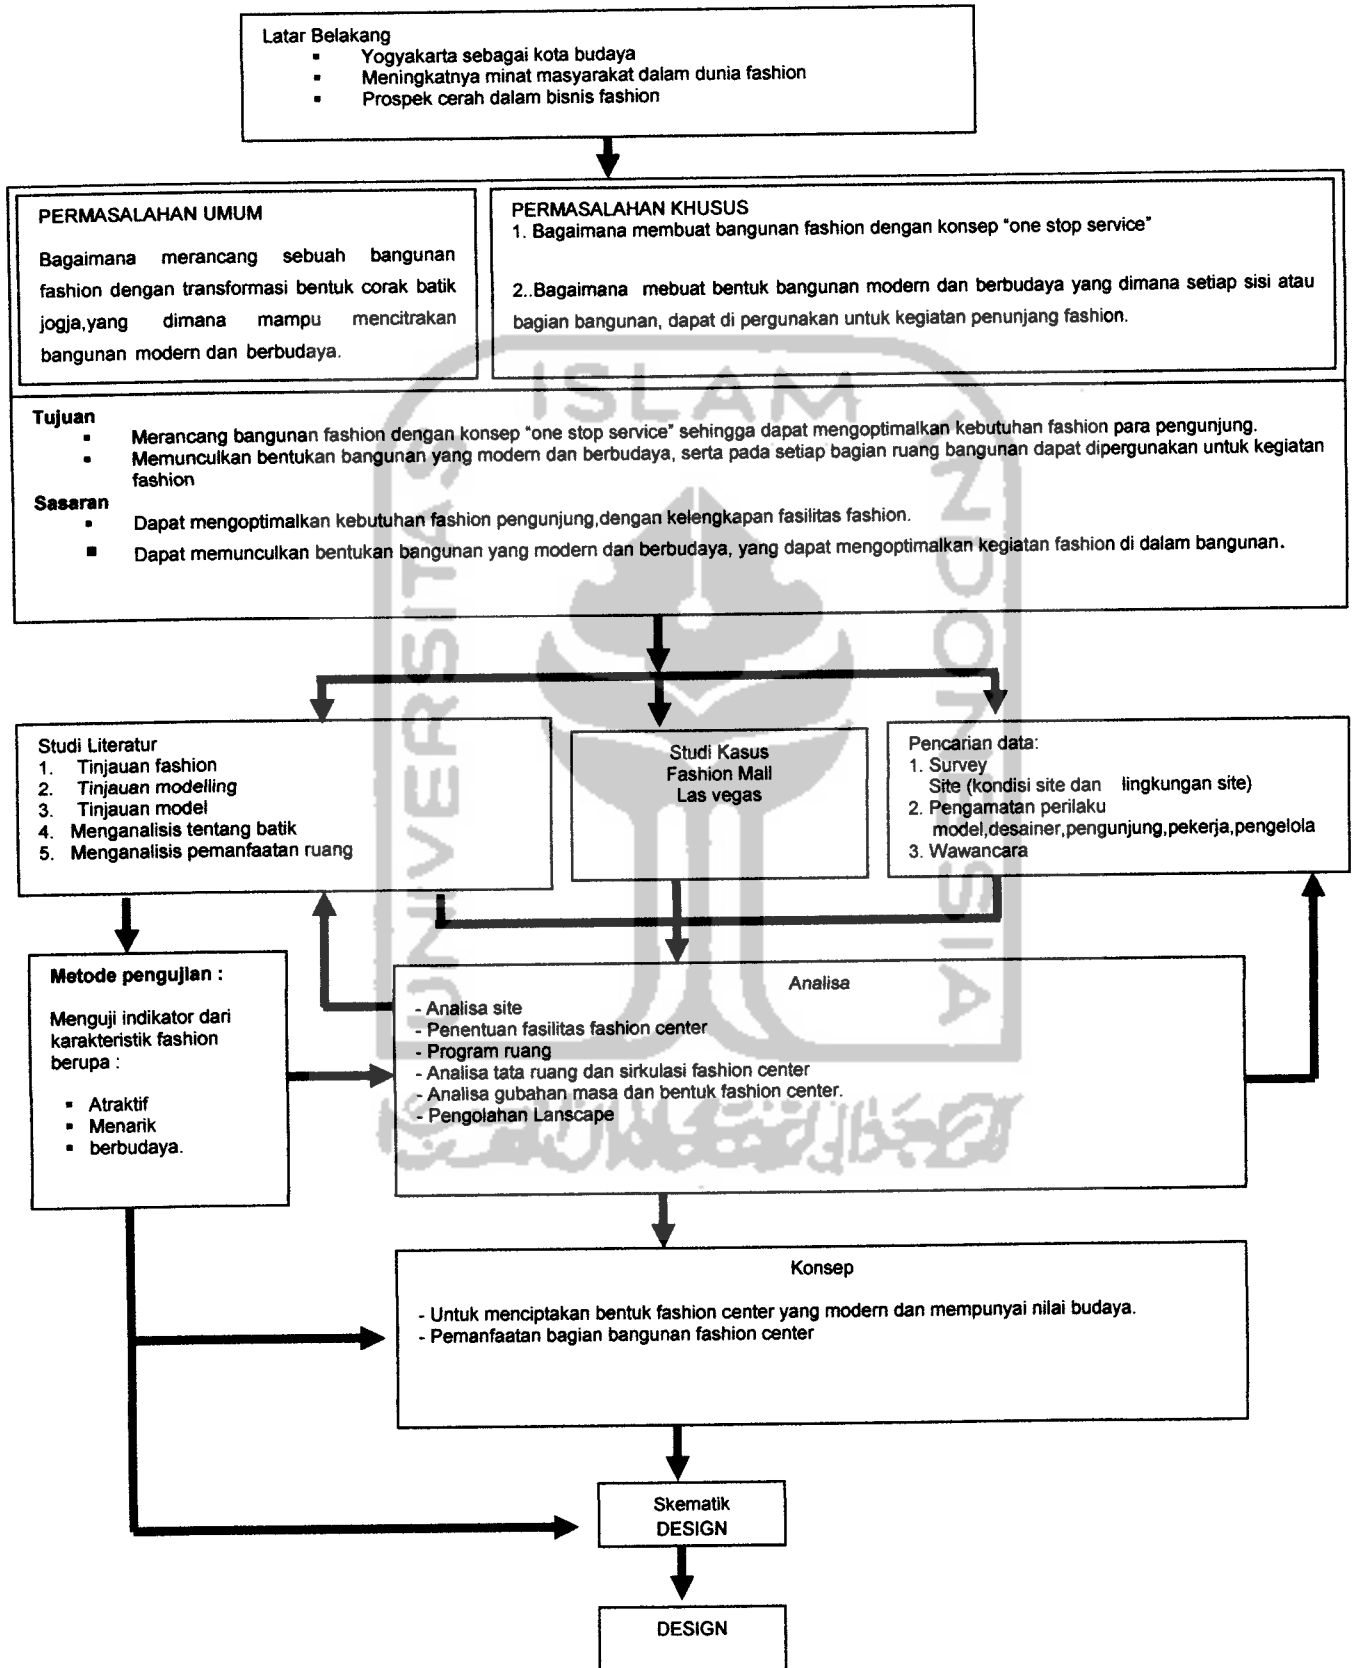 Latar Belakang
▪ Yogyakarta sebagai kota budaya
▪ Meningkatnya minat masyarakat dalam dunia fashion
▪ Prospek cerah dalam bisnis fashion
PERMASALAHAN UMUM
Bagaimana merancang sebuah bangunan
fashion dengan transformasi bentuk corak batik
jogja,yang dimana mampu mencitrakan
bangunan modern dan berbudaya.
PERMASALAHAN KHUSUS
1. Bagaimana membuat bangunan fashion dengan konsep “one stop service”
2..Bagaimana mebuat bentuk bangunan modern dan berbudaya yang dimana setiap sisi atau
bagian bangunan, dapat di pergunakan untuk kegiatan penunjang fashion.
Tujuan
▪ Merancang bangunan fashion dengan konsep “one stop service” sehingga dapat mengoptimalkan kebutuhan fashion para pengunjung.
▪ Memunculkan bentukan bangunan yang modern dan berbudaya, serta pada setiap bagian ruang bangunan dapat dipergunakan untuk kegiatan
fashion
Sasaran
▪ Dapat mengoptimalkan kebutuhan fashion pengunjung,dengan kelengkapan fasilitas fashion.
▪ Dapat memunculkan bentukan bangunan yang modern dan berbudaya, yang dapat mengoptimalkan kegiatan fashion di dalam bangunan.
Studi Literatur
1. Tinjauan fashion
2. Tinjauan modelling
3. Tinjauan model
4. Menganalisis tentang batik
5. Menganalisis pemanfaatan ruang
Studi Kasus
Fashion Mall
Las vegas
Pencarian data:
1. Survey
Site (kondisi site dan lingkungan site)
2. Pengamatan perilaku
model,desainer,pengunjung,pekerja,pengelola
3. Wawancara
Metode pengujian :
Menguji indikator dari
karakteristik fashion
berupa :
▪ Atraktif
▪ Menarik
▪ berbudaya.
Analisa
- Analisa site
- Penentuan fasilitas fashion center
- Program ruang
- Analisa tata ruang dan sirkulasi fashion center
- Analisa gubahan masa dan bentuk fashion center.
- Pengolahan Lanscape
Konsep
- Untuk menciptakan bentuk fashion center yang modern dan mempunyai nilai budaya.
- Pemanfaatan bagian bangunan fashion center
Skematik
DESIGN
DESIGN
UNIVERSITAS
ISLAM
INDONESIA